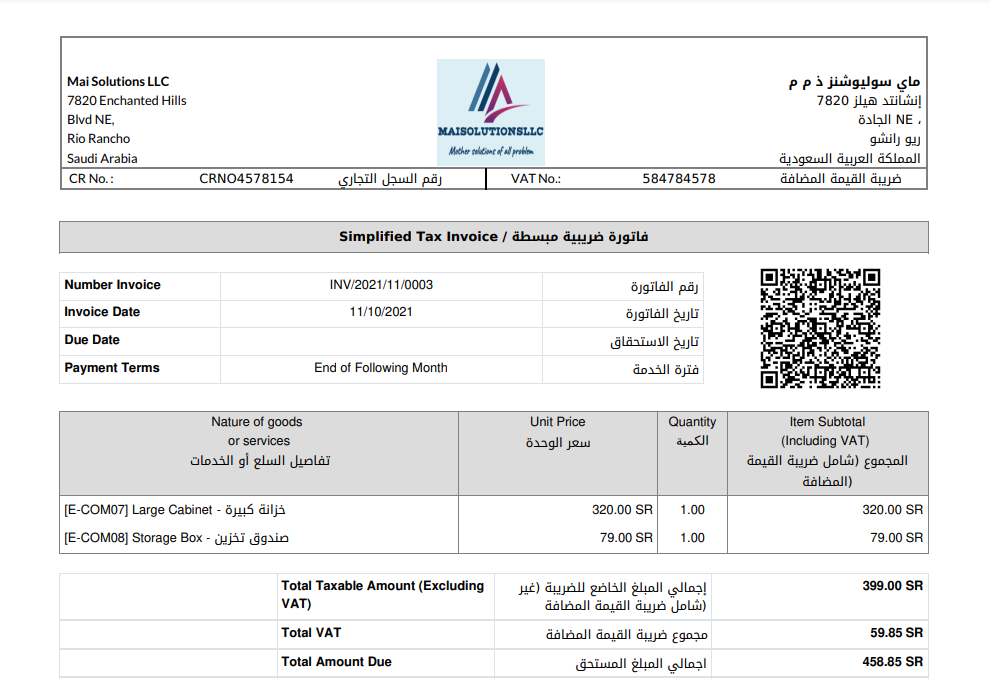 Mai Solutions LLC
7820 Enchanted Hills
Blvd NE,
Rio Rancho
Saudi Arabia
MAISOLUTIONSLLC
Mother solutions of all problem
ماي سوليوشنز ذ م م
إنشانتد هيلز 7820
الجادة NE ،
ريو رانشو
المملكة العربية السعودية
CR No. : CRNO4578154 رقم السجل التجاري VAT No.: 584784578 ضريبة القيمة المضافة
Simplified Tax Invoice / فاتورة ضريبية مبسطة
Number Invoice INV/2021/11/0003 رقم الفاتورة
Invoice Date 11/10/2021 تاريخ الفاتورة
Due Date تاريخ الاستحقاق
Payment Terms End of Following Month فترة الخدمة
Nature of goods
or services
تفاصيل السلع أو الخدمات
Unit Price
سعر الوحدة
Quantity
الكمية
Item Subtotal
(Including VAT)
المجموع (شامل ضريبة القيمة
المضافة)
[E-COM07] Large Cabinet - خزانة كبيرة 320.00 SR 1.00 320.00 SR
[E-COM08] Storage Box - صندوق تخزين 79.00 SR 1.00 79.00 SR
Total Taxable Amount (Excluding
VAT)
إجمالي المبلغ الخاضع للضريبة (غير
شامل ضريبة القيمة المضافة)
399.00 SR
Total VAT مجموع ضريبة القيمة المضافة 59.85 SR
Total Amount Due اجمالي المبلغ المستحق 458.85 SR